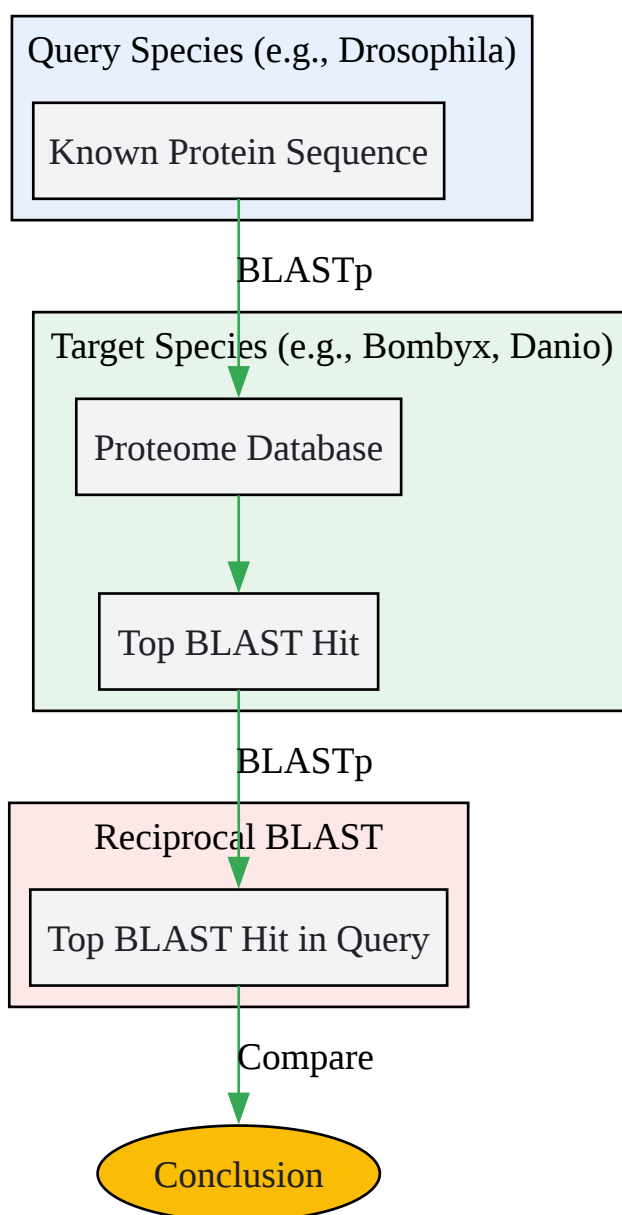 Query Species (e.g., Drosophila)
Known Protein Sequence
BLASTp
Target Species (e.g., Bombyx, Danio)
Proteome Database
Top BLAST Hit
BLASTp
Reciprocal BLAST
Top BLAST Hit in Query
Compare
Conclusion